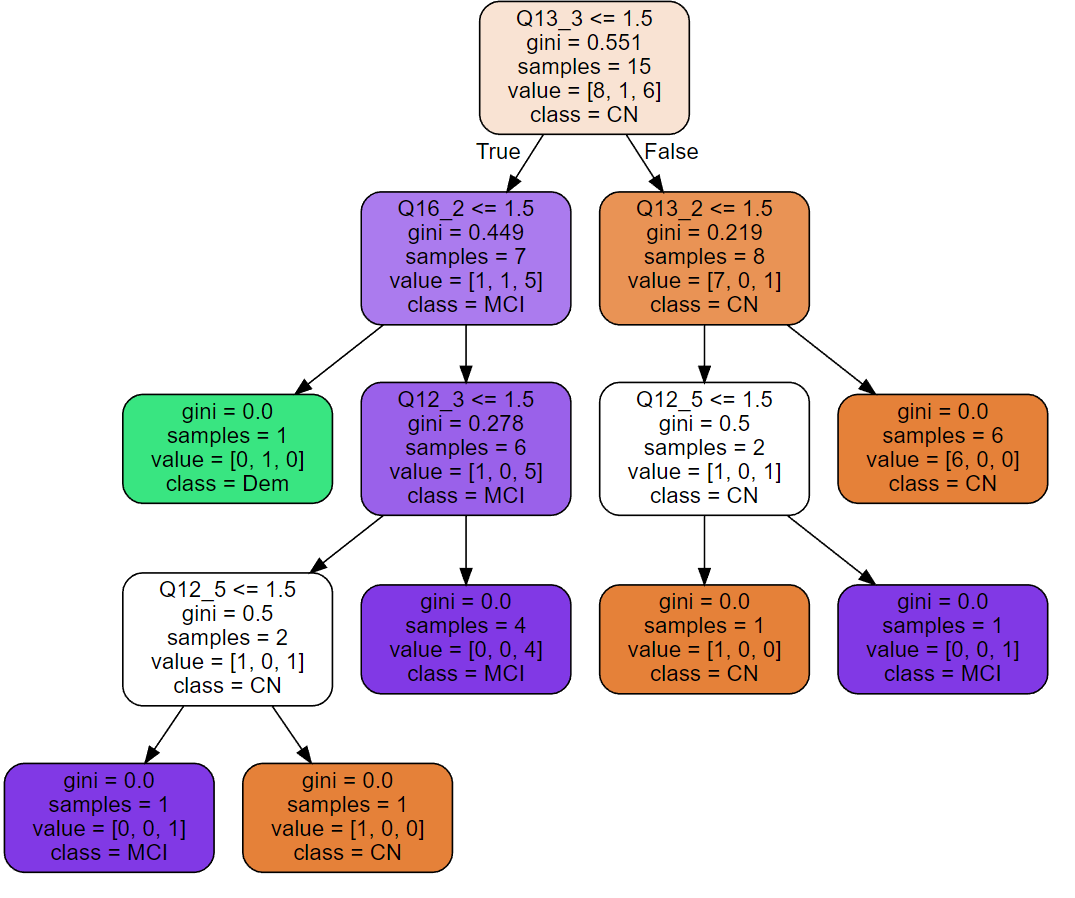 Q13_3 <= 1.5
gini = 0.551
samples = 15
value = [8, 1, 6]
class = CN
True
False
Q16_2 <= 1.5
gini = 0.449
samples = 7
value = [1, 1, 5]
class = MCI
Q13_2 <= 1.5
gini = 0.219
samples = 8
value = [7, 0, 1]
class = CN
gini = 0.0
samples = 1
value = [0, 1, 0]
class = Dem
Q12_3 <= 1.5
gini = 0.278
samples = 6
value = [1, 0, 5]
class = MCI
Q12_5 <= 1.5
gini = 0.5
samples = 2
value = [1, 0, 1]
class = CN
gini = 0.0
samples = 6
value = [6, 0, 0]
class = CN
Q12_5 <= 1.5
gini = 0.5
samples = 2
value = [1, 0, 1]
class = CN
gini = 0.0
samples = 4
value = [0, 0, 4]
class = MCI
gini = 0.0
samples = 1
value = [1, 0, 0]
class = CN
gini = 0.0
samples = 1
value = [0, 0, 1]
class = MCI
gini = 0.0
samples = 1
value = [0, 0, 1]
class = MCI
gini = 0.0
samples = 1
value = [1, 0, 0]
class = CN